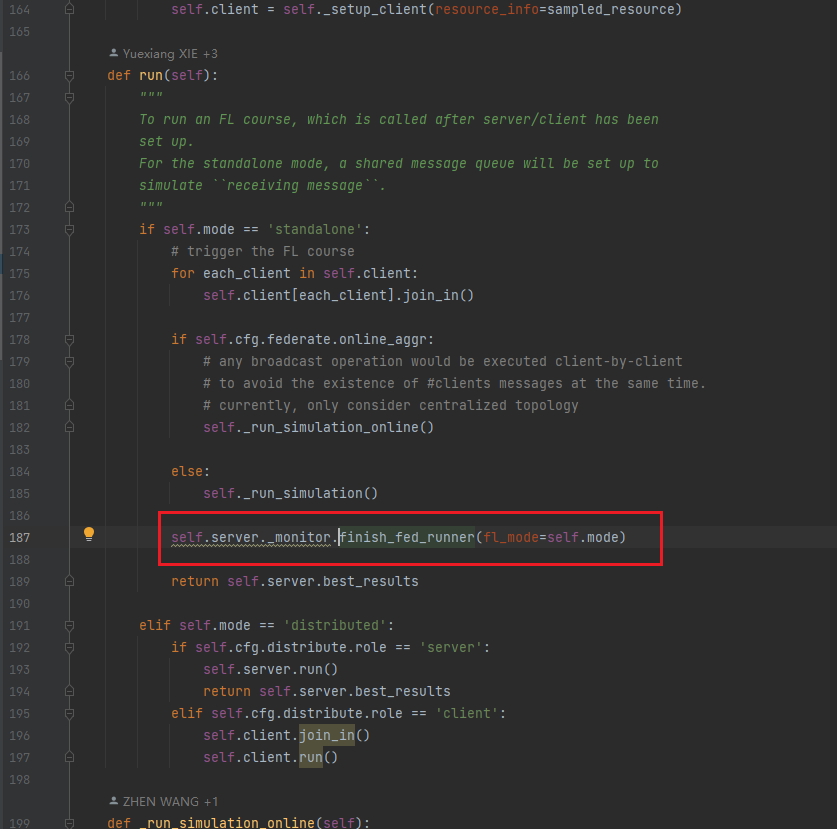 164 self.client = self._setup_client(resource_info=sampled_resource)
165
Yuexiang XIE +3
166 def run(self):
167 """
168 To run an FL course, which is called after server/client has been
169 set up.
170 For the standalone mode, a shared message queue will be set up to
171 simulate ``receiving message``.
172 """
173 if self.mode == 'standalone':
174 # trigger the FL course
175 for each_client in self.client:
176 self.client[each_client].join_in()
177
178 if self.cfg.federate.online_aggr:
179 # any broadcast operation would be executed client-by-client
180 # to avoid the existence of #clients messages at the same time.
181 # currently, only consider centralized topology
182 self._run_simulation_online()
183
184 else:
185 self._run_simulation()
186
187 self.server._monitor.finish_fed_runner(fl_mode=self.mode)
188
189 return self.server.best_results
190
191 elif self.mode == 'distributed':
192 if self.cfg.distribute.role == 'server':
193 self.server.run()
194 return self.server.best_results
195 elif self.cfg.distribute.role == 'client':
196 self.client.join_in()
197 self.client.run()
198
ZHEN WANG +1
199 def _run_simulation_online(self):